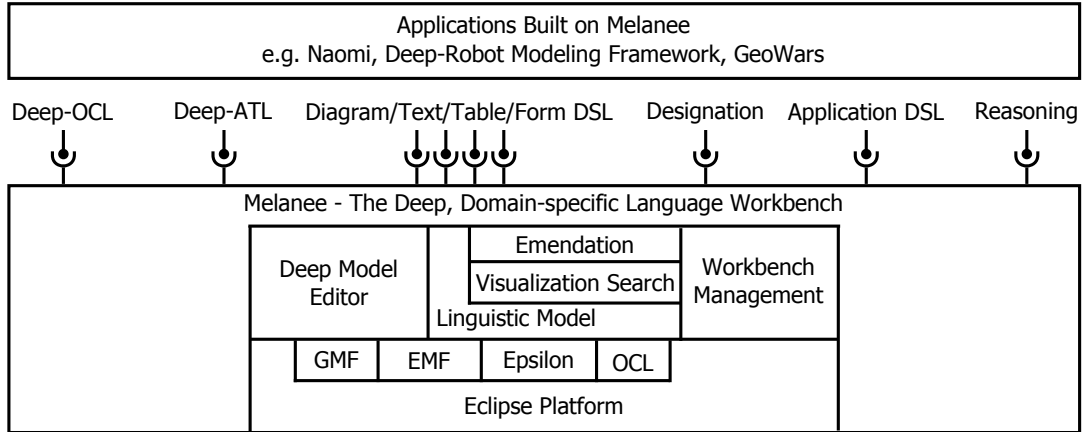 Applications Built on Melanee
e.g. Naomi, Deep-Robot Modeling Framework, GeoWars
Deep-OCL Deep-ATL Diagram/Text/Table/Form DSL Designation Application DSL Reasoning
Melanee - The Deep, Domain-specific Language Workbench
Deep Model
Editor
Emendation
Visualization Search
Linguistic Model
Workbench
Management
GMF EMF Epsilon OCL
Eclipse Platform